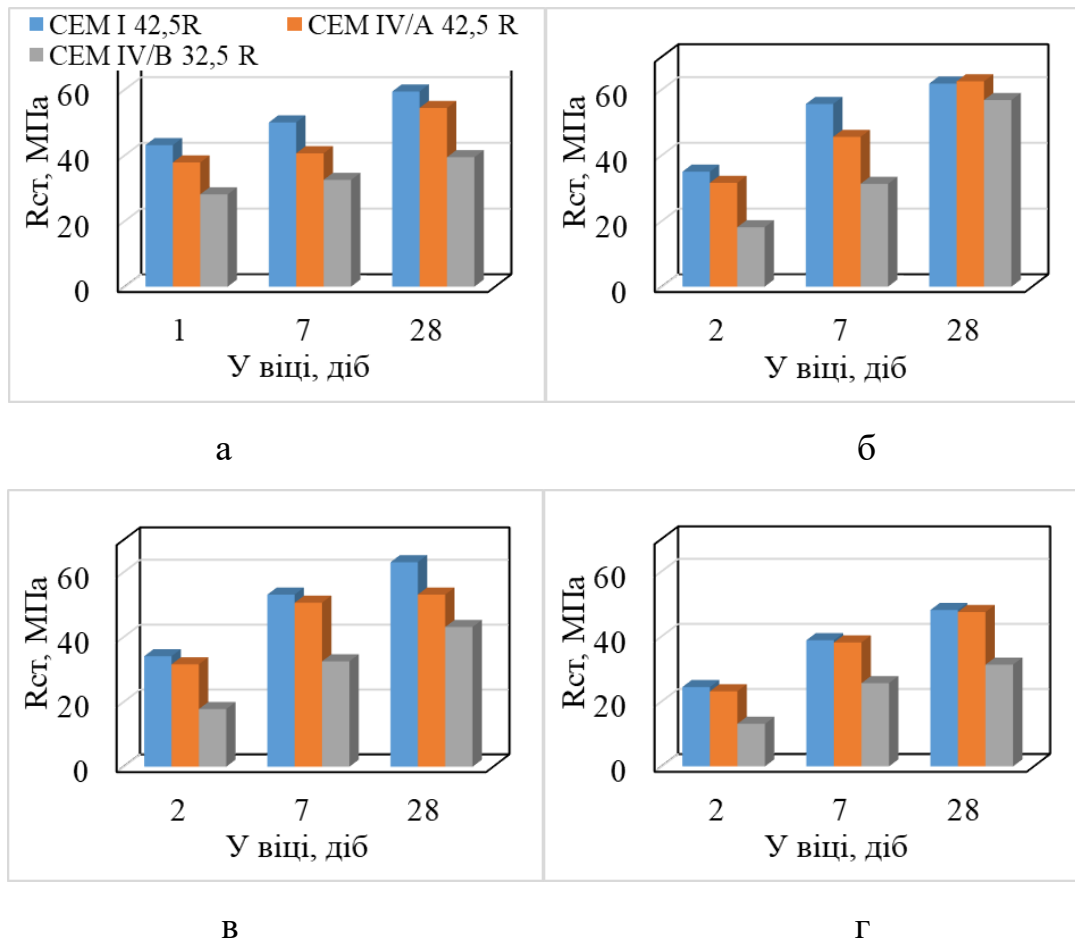 CEM I 42,5R CEM IV/A 42,5 R
CEM IV/B 32,5 R
Rст, МПа
60
40
20
0
1 7 28
У віці, діб
а
Rст, МПа
60
40
20
0
2 7 28
У віці, діб
б
Rст, МПа
60
40
20
0
2 7 28
У віці, діб
в
Rст, МПа
60
40
20
0
2 7 28
У віці, діб
г